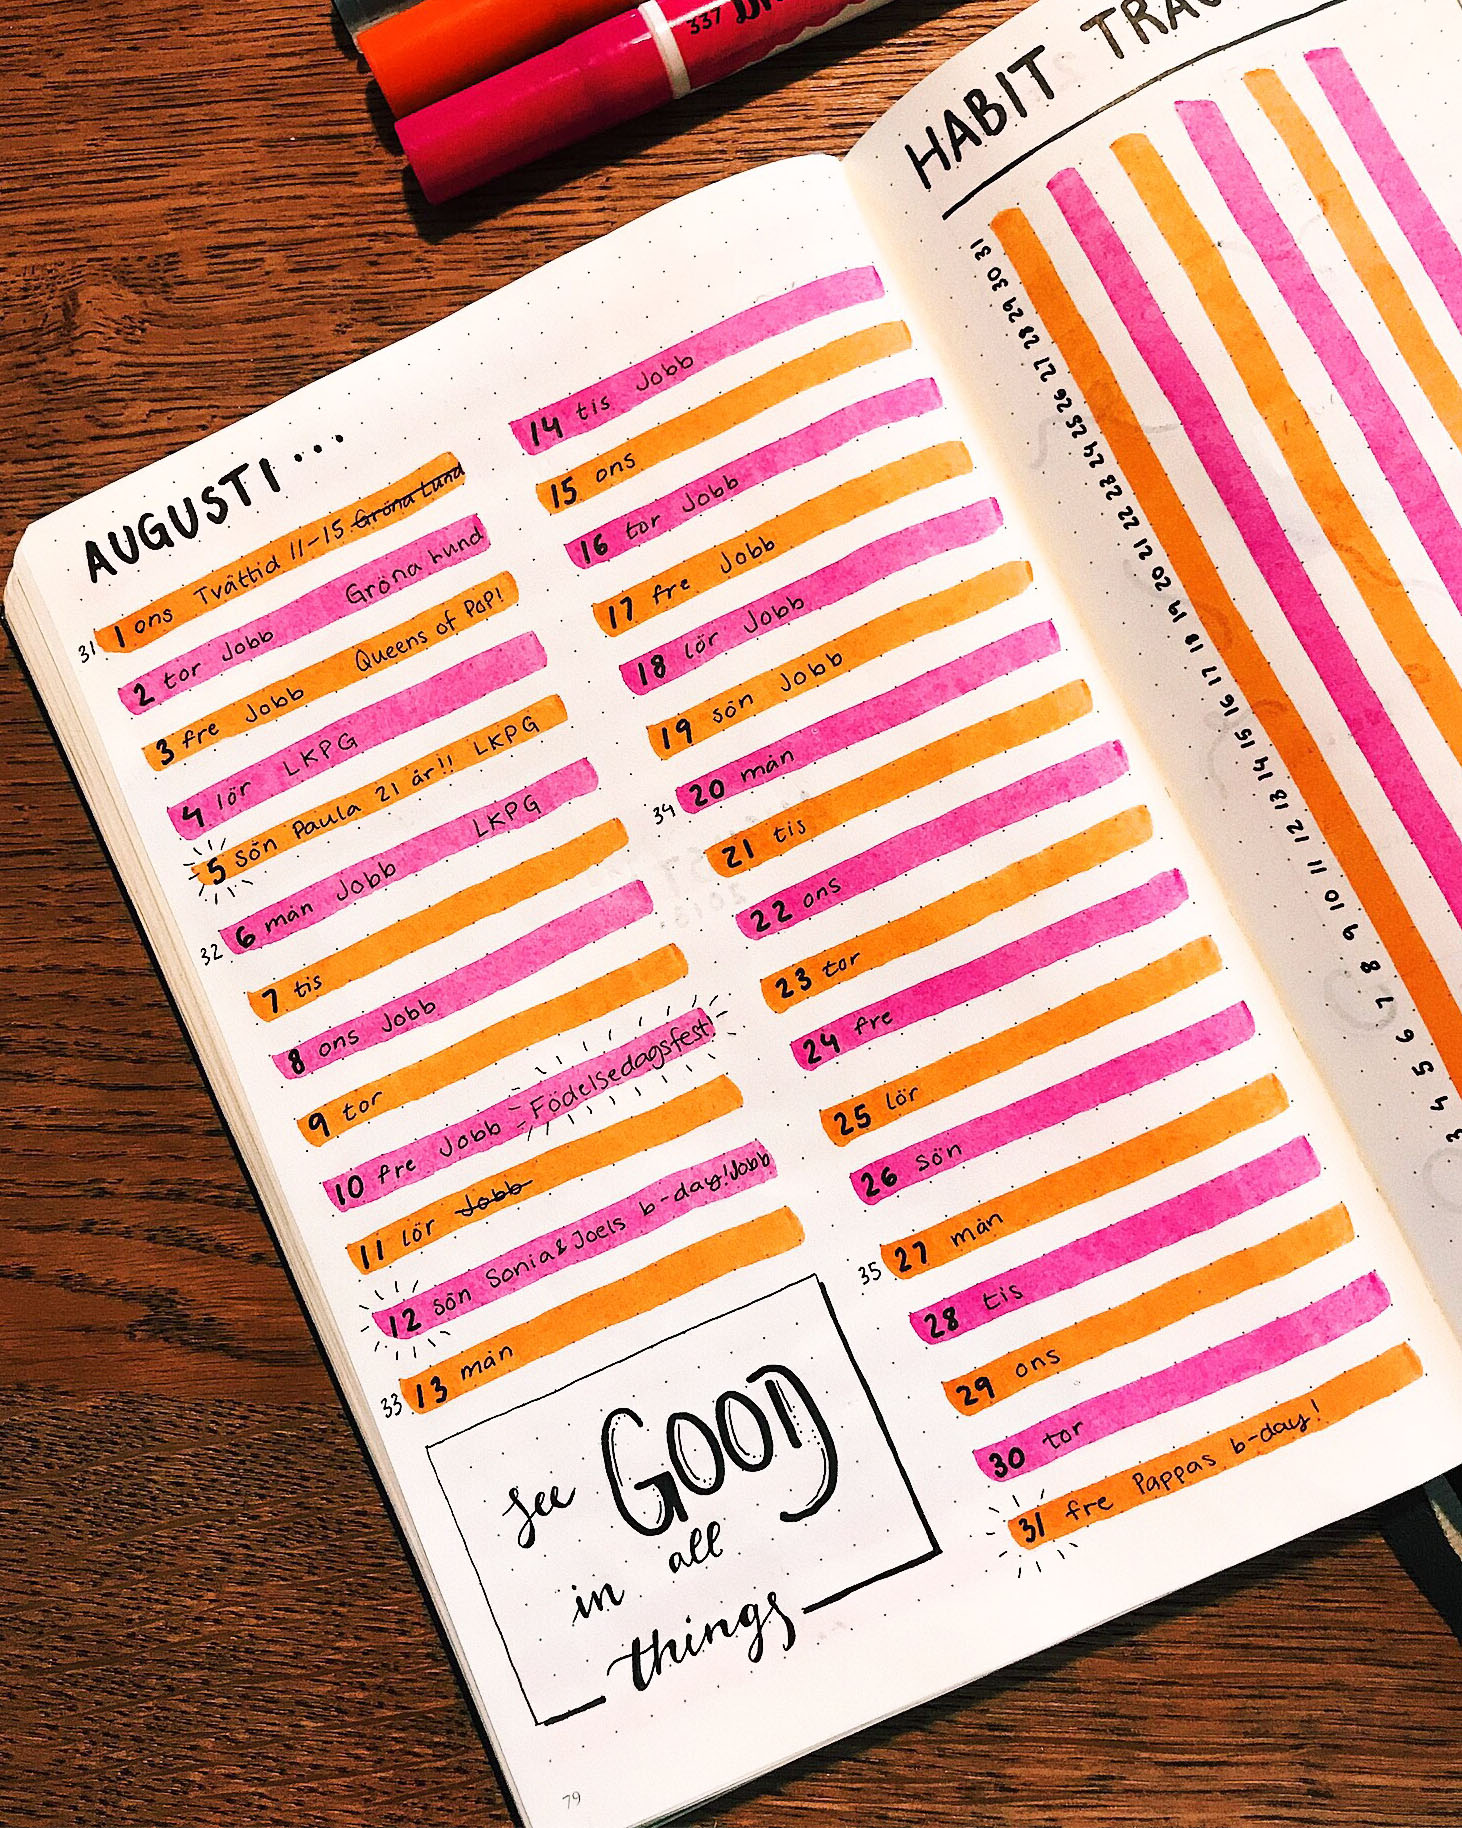 337
HABIT
AUGUSTI...
31 1 ons Tvättid 11-15 Gröna Lund
2 tor Jobb Gröna Lund
3 fre Jobb Queens of PoP!
4 lör LKPG
5 sön Paula 21 år!! LKPG
32 6 mån Jobb LKPG
7 tis
8 ons Jobb
9 tor
10 fre Jobb Födelsedagsfest!
11 lör Jobb
12 sön Sonia & Joels b-day! Jobb
33 13 mån
14 tis Jobb
15 ons
16 tor Jobb
17 fre Jobb
18 lör Jobb
19 sön Jobb
34 20 mån
21 tis
22 ons
23 tor
24 fre
25 lör
26 sön
35 27 mån
28 tis
29 ons
30 tor
31 fre Pappas b-day!
see GOOD
in all
things
79
3 4 5 6 7 8 9 10 11 12 13 14 15 16 17 18 19 20 21 22 23 24 25 26 27 28 29 30 31